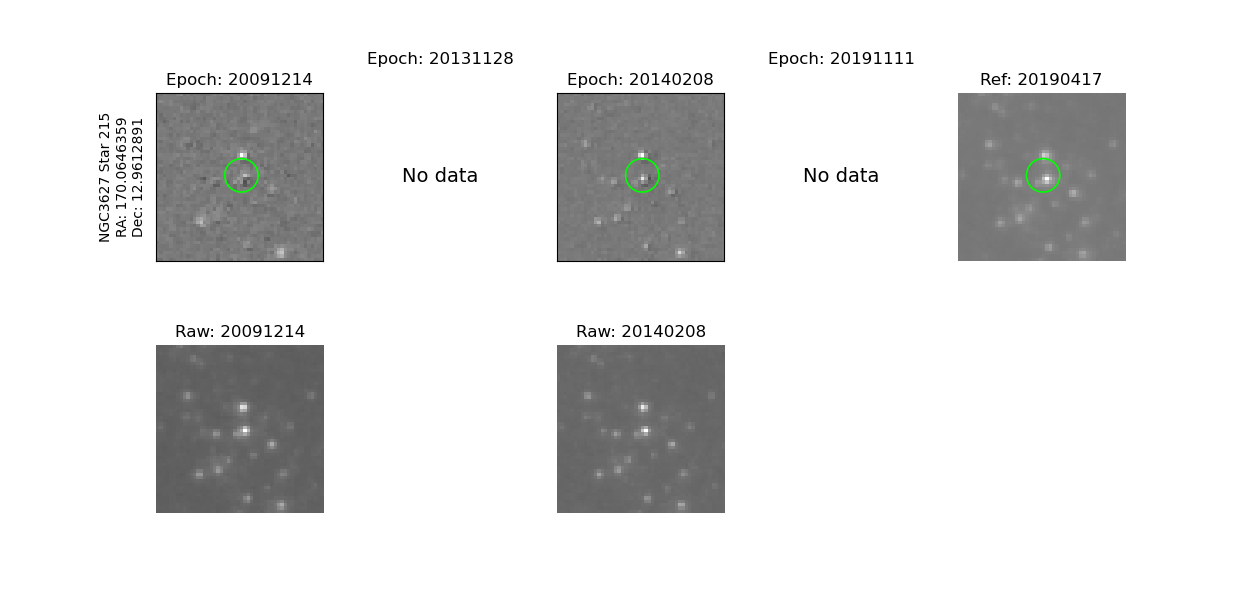 Epoch: 20131128
Epoch: 20191111
Epoch: 20091214
Epoch: 20140208
Ref: 20190417
NGC3627 Star 215
RA: 170.0646359
Dec: 12.9612891
No data
No data
Raw: 20091214
Raw: 20140208